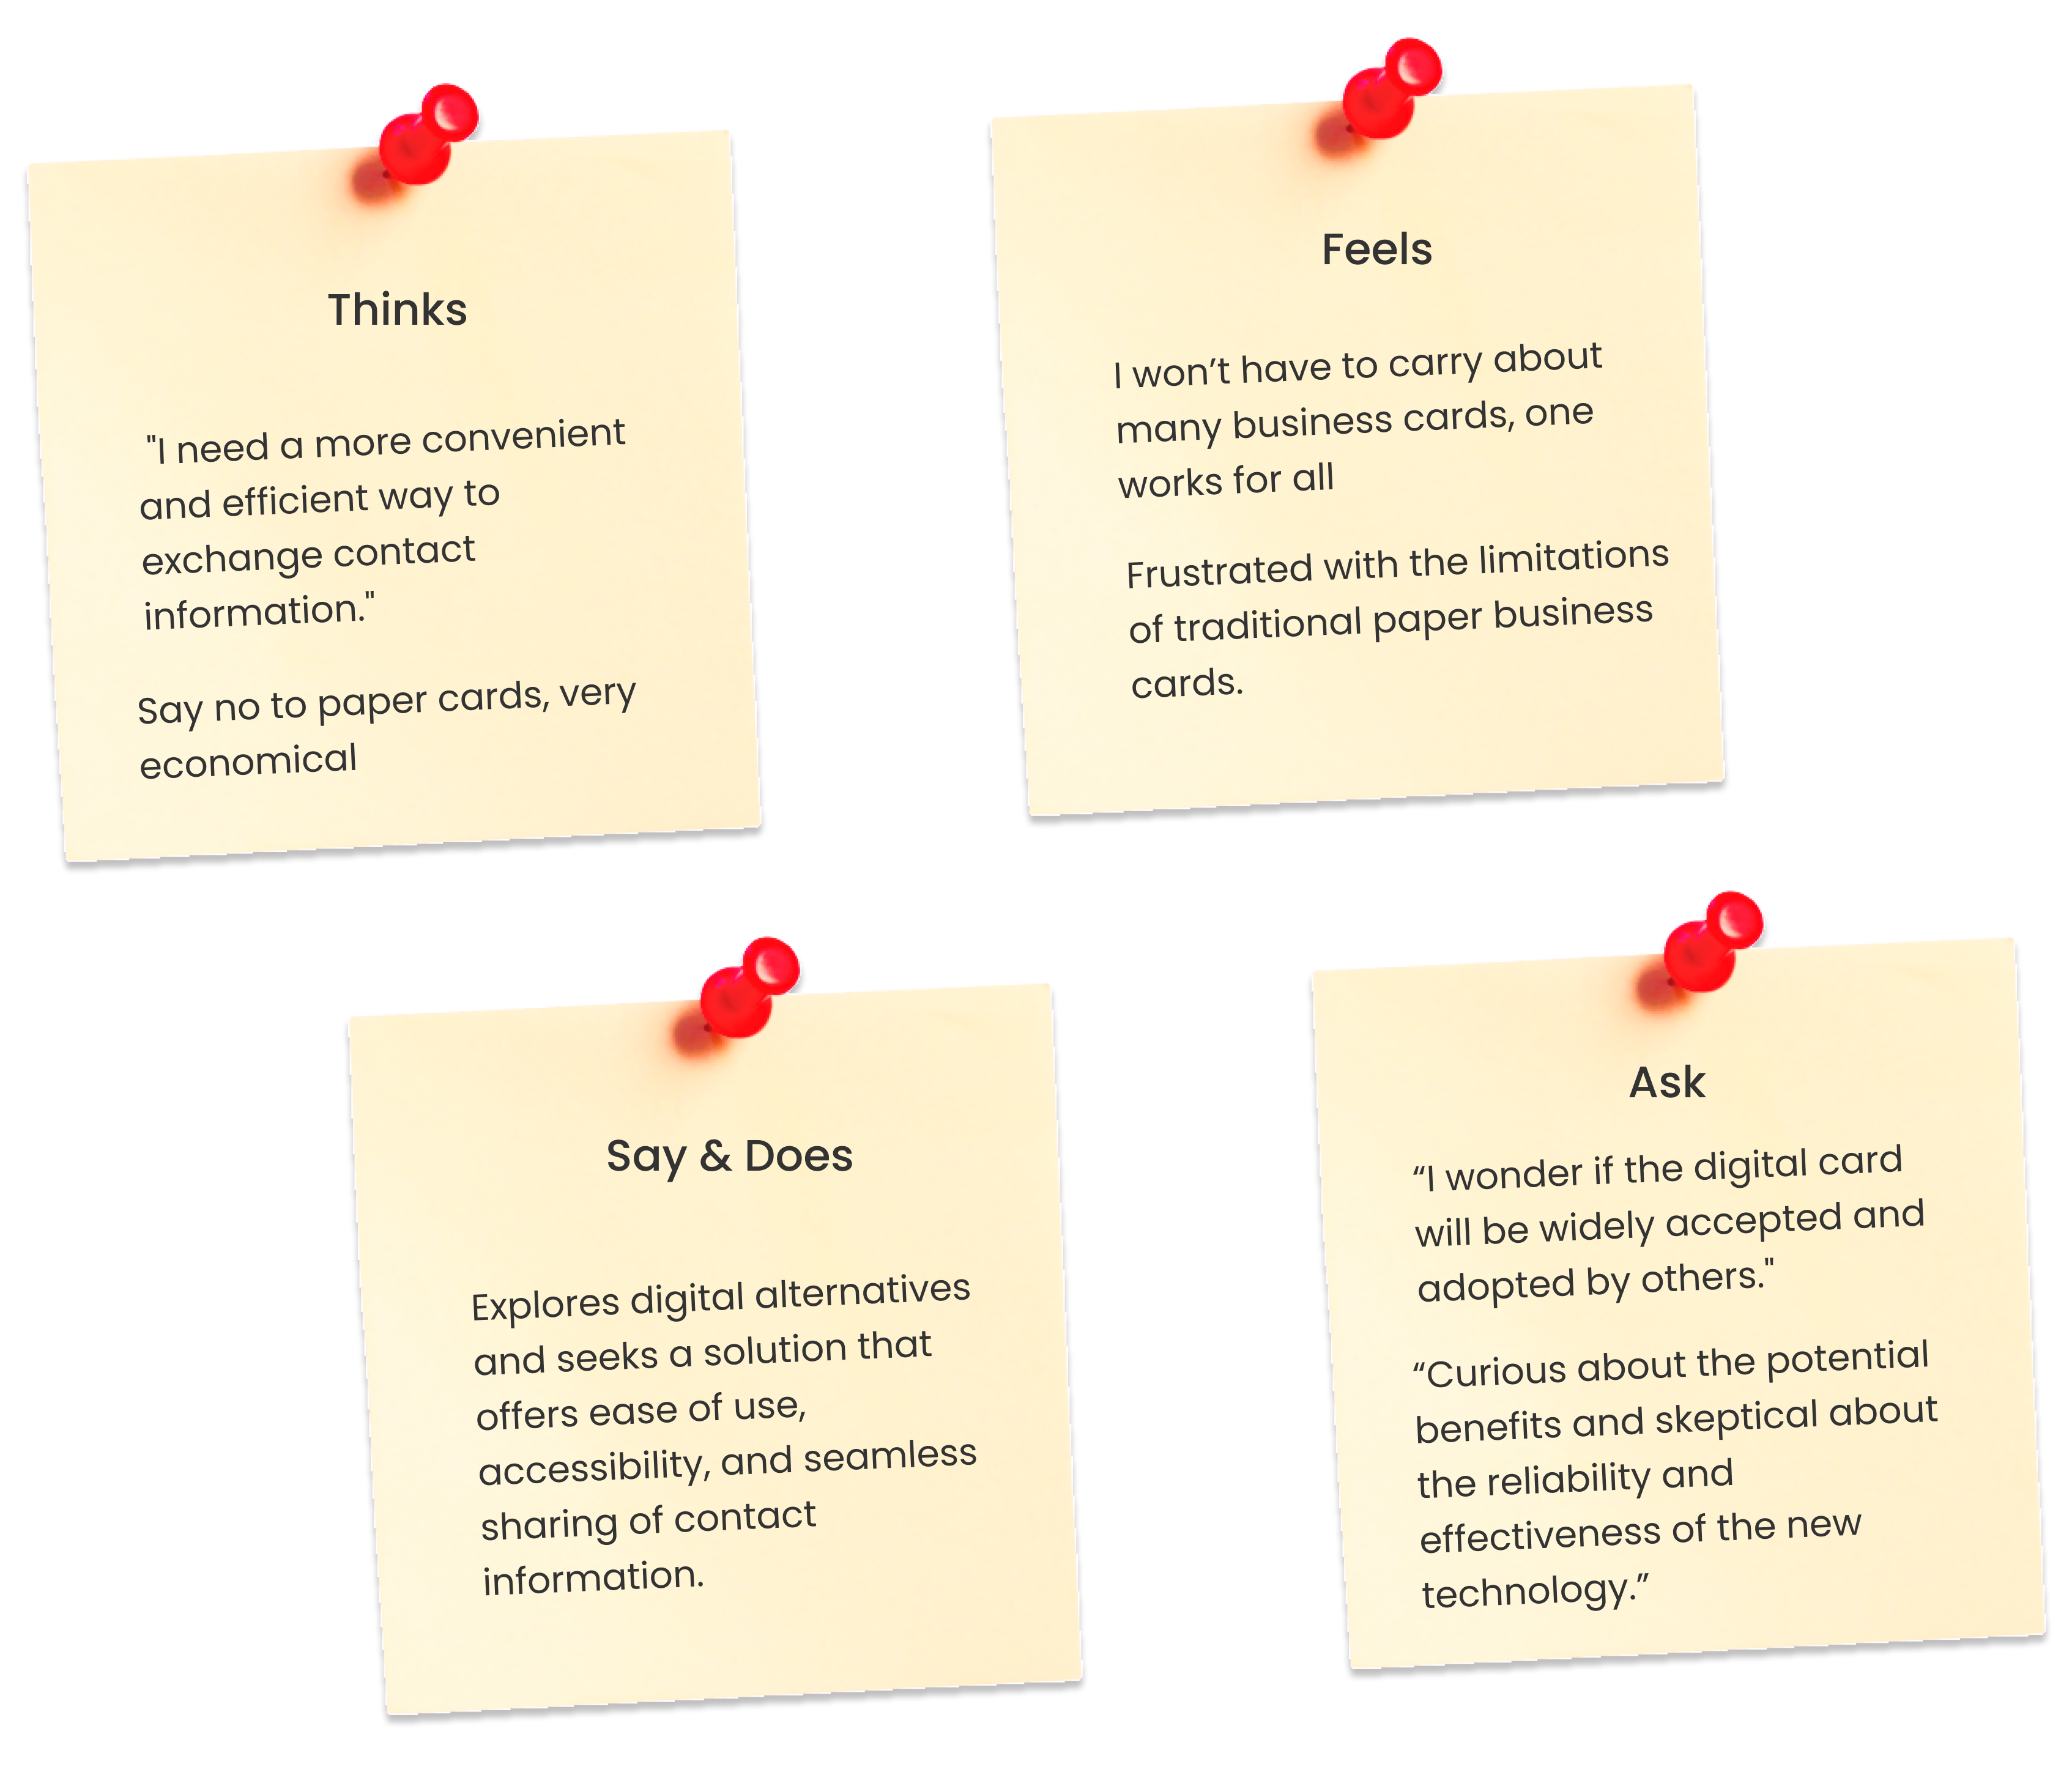 Thinks
"I need a more convenient
and efficient way to
exchange contact
information."
Say no to paper cards, very
economical
Feels
I won’t have to carry about
many business cards, one
works for all
Frustrated with the limitations
of traditional paper business
cards.
Say & Does
Explores digital alternatives
and seeks a solution that
offers ease of use,
accessibility, and seamless
sharing of contact
information.
Ask
“I wonder if the digital card
will be widely accepted and
adopted by others."
“Curious about the potential
benefits and skeptical about
the reliability and
effectiveness of the new
technology.”